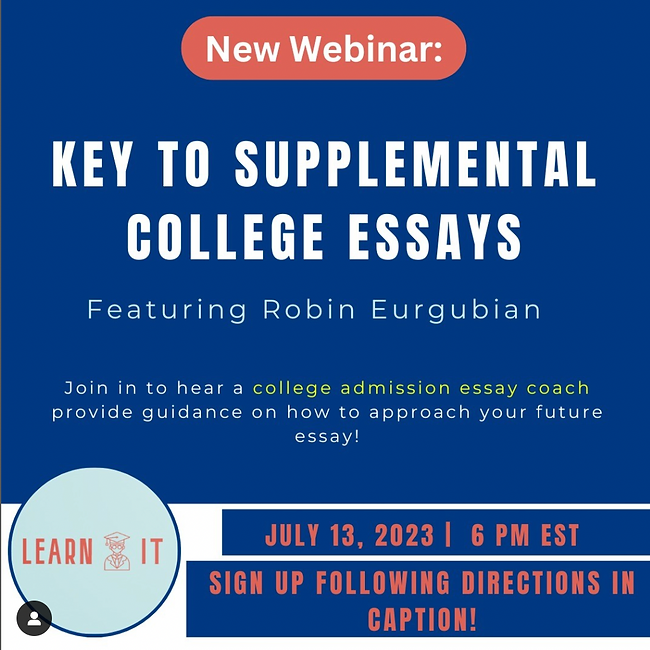 New Webinar:
KEY TO SUPPLEMENTAL
COLLEGE ESSAYS
Featuring Robin Eurgubian
Join in to hear a college admission essay coach
provide guidance on how to approach your future
essay!
LEARN IT
JULY 13, 2023 | 6 PM EST
SIGN UP FOLLOWING DIRECTIONS IN
CAPTION!